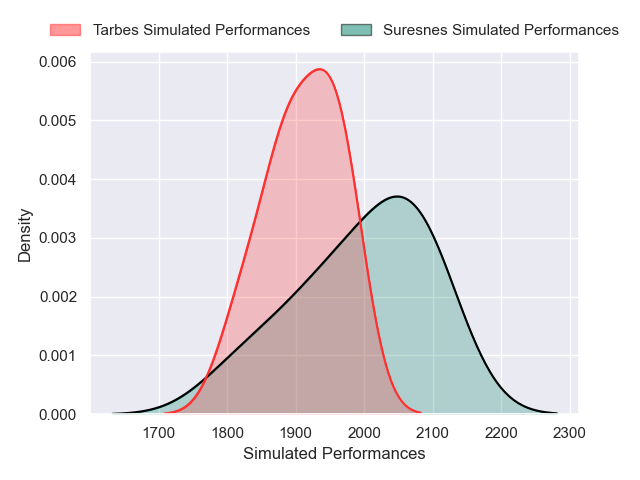 Tarbes Simulated Performances Suresnes Simulated Performances
0.006
0.005
0.004
0.003
0.002
0.001
0.000
Density
1700 1800 1900 2000 2100 2200 2300
Simulated Performances